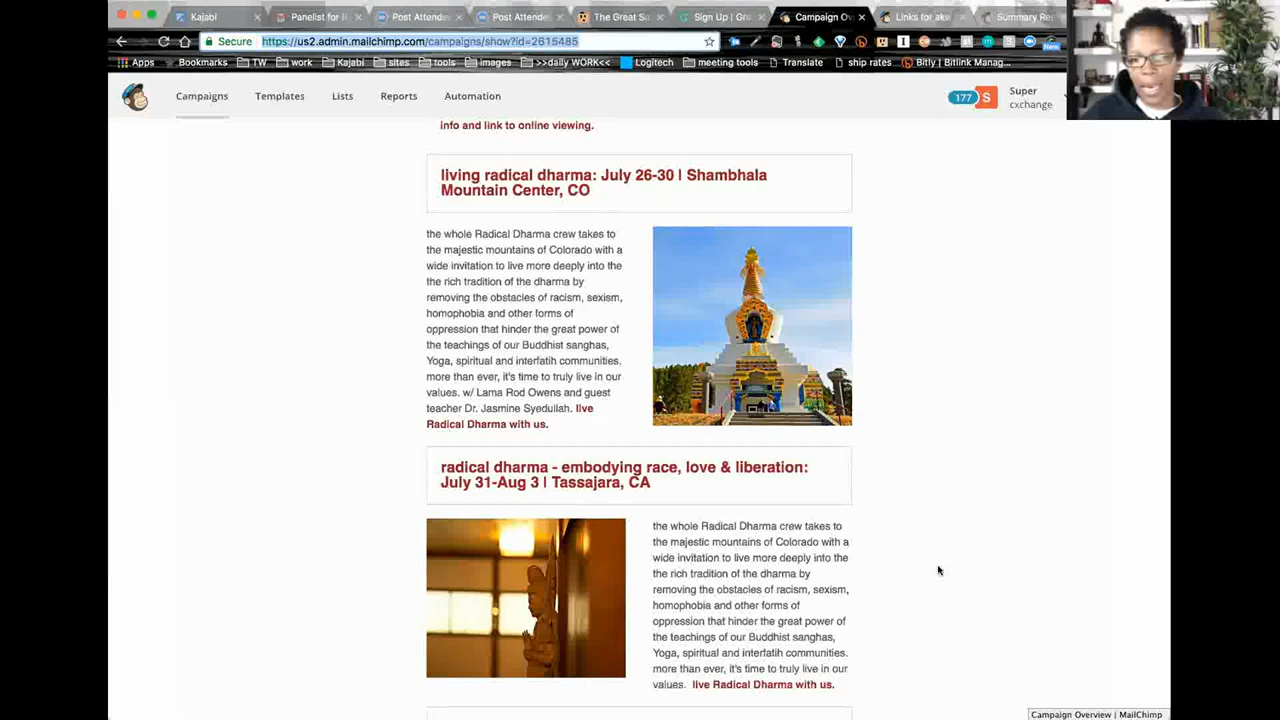 Kajabi
Panelist for R
Post Attende
Post Attende
The Great Su
Sign Up | Gr
Campaign Ov
Links for akw
Summary Re
Secure
https://us2.admin.mailchimp.com/campaigns/show?id=2615485
New
Apps
Bookmarks
TW
work
Kajabi
sites
tools
images
>>daily WORK<<
Logitech
meeting tools
Translate
ship rates
Bitly | Bitlink Manag...
Campaigns
Templates
Lists
Reports
Automation
177
S
Super
cxchange
info and link to online viewing.
living radical dharma: July 26-30 | Shambhala
Mountain Center, CO
the whole Radical Dharma crew takes to
the majestic mountains of Colorado with a
wide invitation to live more deeply into the
the rich tradition of the dharma by
removing the obstacles of racism, sexism,
homophobia and other forms of
oppression that hinder the great power of
the teachings of our Buddhist sanghas,
Yoga, spiritual and interfatih communities.
more than ever, it's time to truly live in our
values. w/ Lama Rod Owens and guest
teacher Dr. Jasmine Syedullah. live
Radical Dharma with us.
radical dharma - embodying race, love & liberation:
July 31-Aug 3 | Tassajara, CA
the whole Radical Dharma crew takes to
the majestic mountains of Colorado with a
wide invitation to live more deeply into the
the rich tradition of the dharma by
removing the obstacles of racism, sexism,
homophobia and other forms of
oppression that hinder the great power of
the teachings of our Buddhist sanghas,
Yoga, spiritual and interfatih communities.
more than ever, it's time to truly live in our
values. live Radical Dharma with us.
Campaign Overview | MailChimp